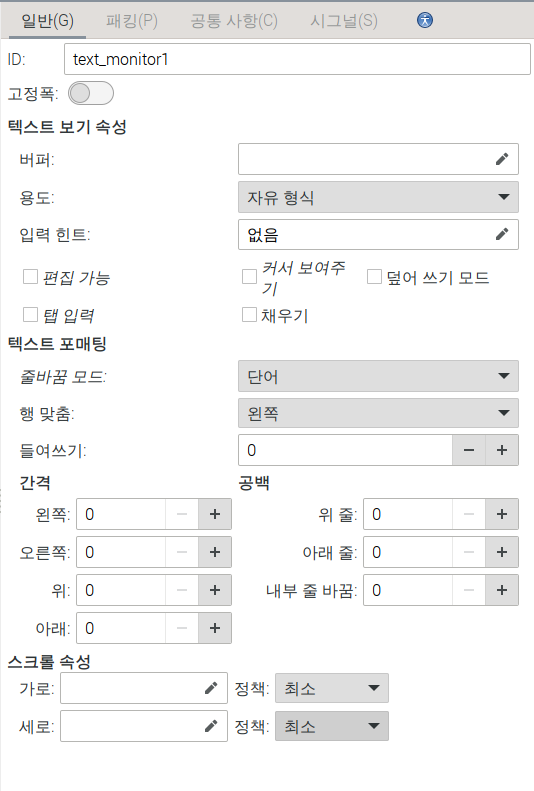 일반(G) 패킹(P) 공통 사항(C) 시그널(S)
ID: text_monitor1
고정폭:
텍스트 보기 속성
버퍼:
용도: 자유 형식
입력 힌트: 없음
편집 가능 커서 보여주
기 덮어 쓰기 모드
탭 입력 채우기
텍스트 포매팅
줄바꿈 모드: 단어
행 맞춤: 왼쪽
들여쓰기: 0
간격 공백
왼쪽: 0 위 줄: 0
오른쪽: 0 아래 줄: 0
위: 0 내부 줄 바꿈: 0
아래: 0
스크롤 속성
가로: 정책: 최소
세로: 정책: 최소